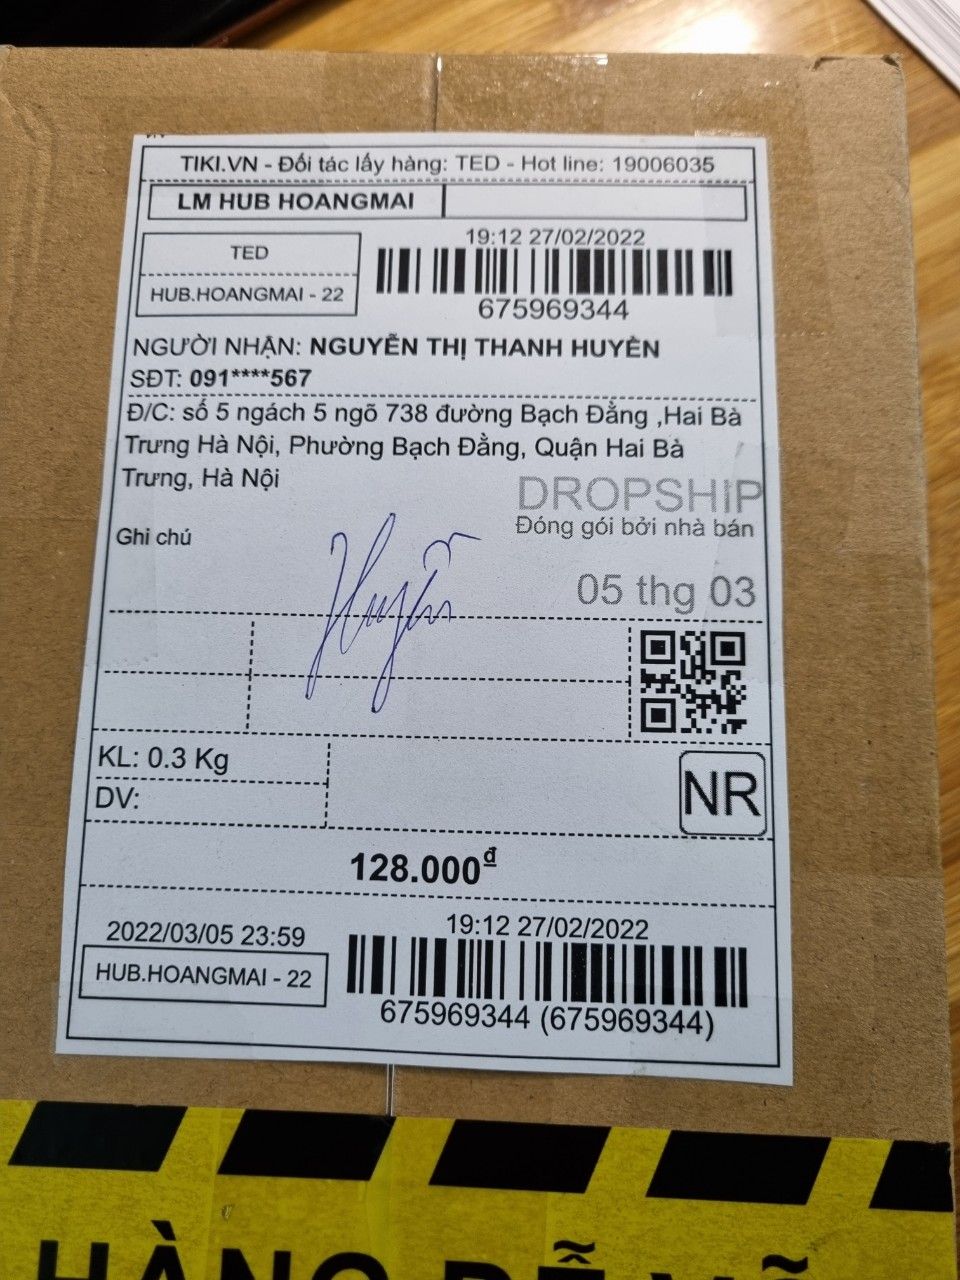 TIKI.VN - Đối tác lấy hàng: TED - Hot line: 19006035
LM HUB HOANGMAI
TED
HUB.HOANGMAI - 22
19:12 27/02/2022
675969344
NGƯỜI NHẬN: NGUYỄN THỊ THANH HUYỀN
SĐT: 091****567
Đ/C: số 5 ngách 5 ngõ 738 đường Bạch Đằng ,Hai Bà
Trưng Hà Nội, Phường Bạch Đằng, Quận Hai Bà
Trưng, Hà Nội
DROPSHIP
Đóng gói bởi nhà bán
Ghi chú
Huyền
05 thg 03
KL: 0.3 Kg
DV:
NR
128.000đ
2022/03/05 23:59
HUB.HOANGMAI - 22
19:12 27/02/2022
675969344 (675969344)
HÀNG DỄ VỠ